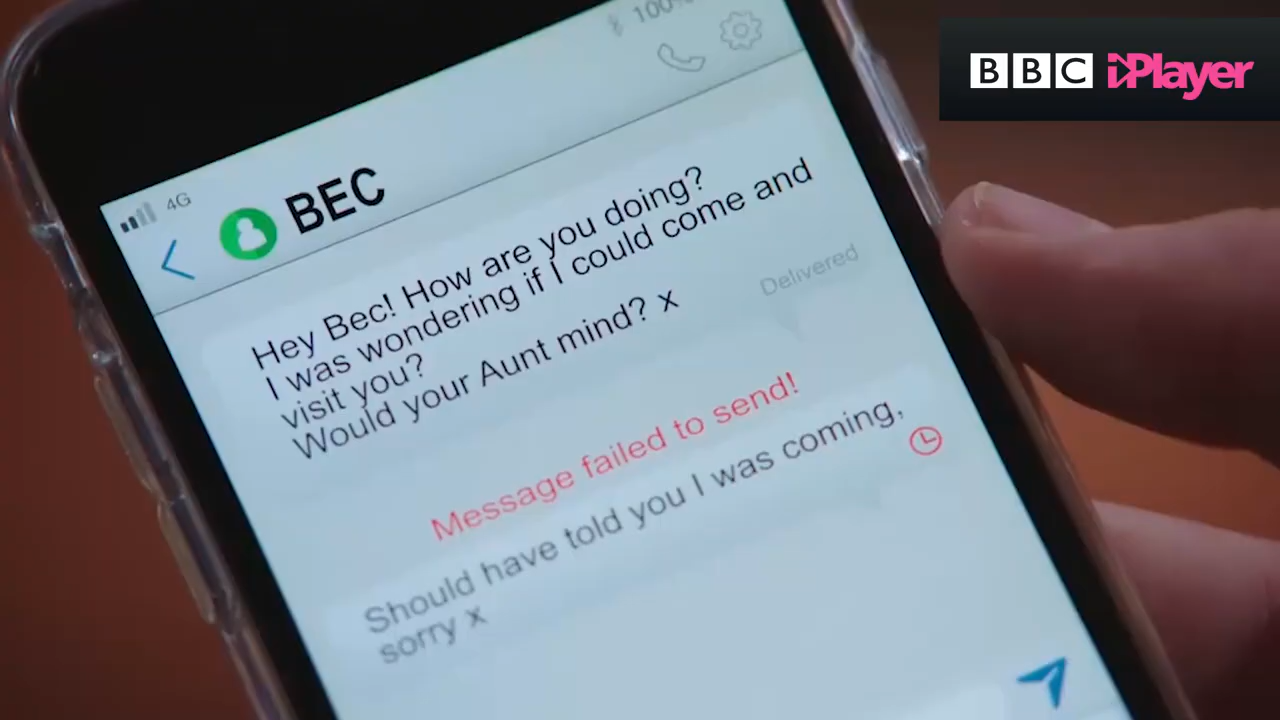 100%
BBC iPlayer
4G
BEC
Hey Bec! How are you doing?
I was wondering if I could come and
visit you?
Would your Aunt mind? x
Delivered
Message failed to send!
Should have told you I was coming,
sorry x